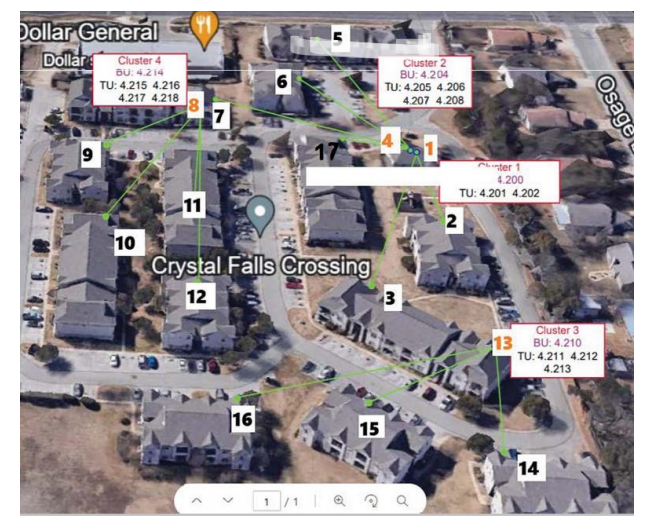 Dollar General
Dollar
5
Cluster 4
BU: 4.214
TU: 4.215 4.216
4.217 4.218
Cluster 2
BU: 4.204
TU: 4.205 4.206
4.207 4.208
6
8
7
Osage
4
1
17
9
Cluster 1
4.200
TU: 4.201 4.202
11
2
10
Crystal Falls Crossing
12
3
13
Cluster 3
BU: 4.210
TU: 4.211 4.212
4.213
16
15
14
1 / 1